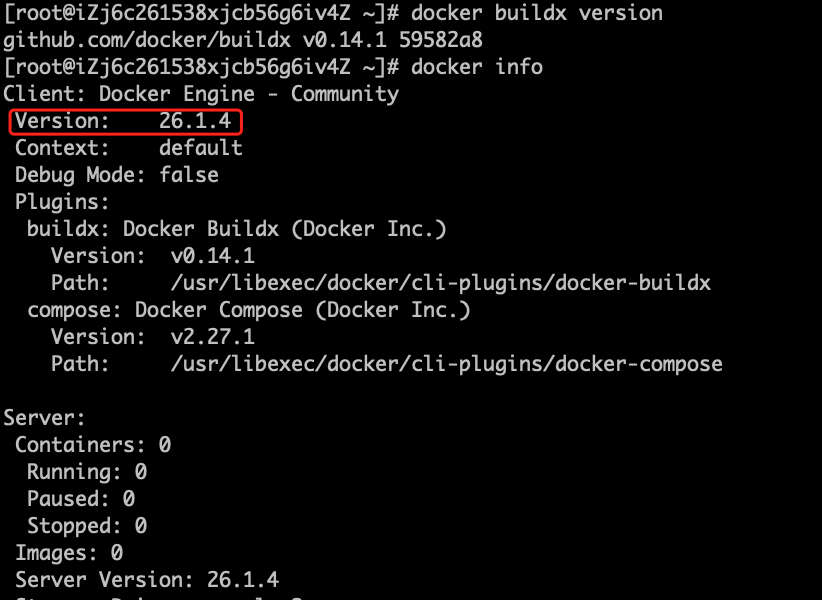 [root@iZj6c261538xjcb56g6iv4Z ~]# docker buildx version
github.com/docker/buildx v0.14.1 59582a8
[root@iZj6c261538xjcb56g6iv4Z ~]# docker info
Client: Docker Engine - Community
 Version:    26.1.4
 Context:    default
 Debug Mode: false
 Plugins:
  buildx: Docker Buildx (Docker Inc.)
    Version:  v0.14.1
    Path:     /usr/libexec/docker/cli-plugins/docker-buildx
  compose: Docker Compose (Docker Inc.)
    Version:  v2.27.1
    Path:     /usr/libexec/docker/cli-plugins/docker-compose

Server:
 Containers: 0
  Running: 0
  Paused: 0
  Stopped: 0
 Images: 0
 Server Version: 26.1.4